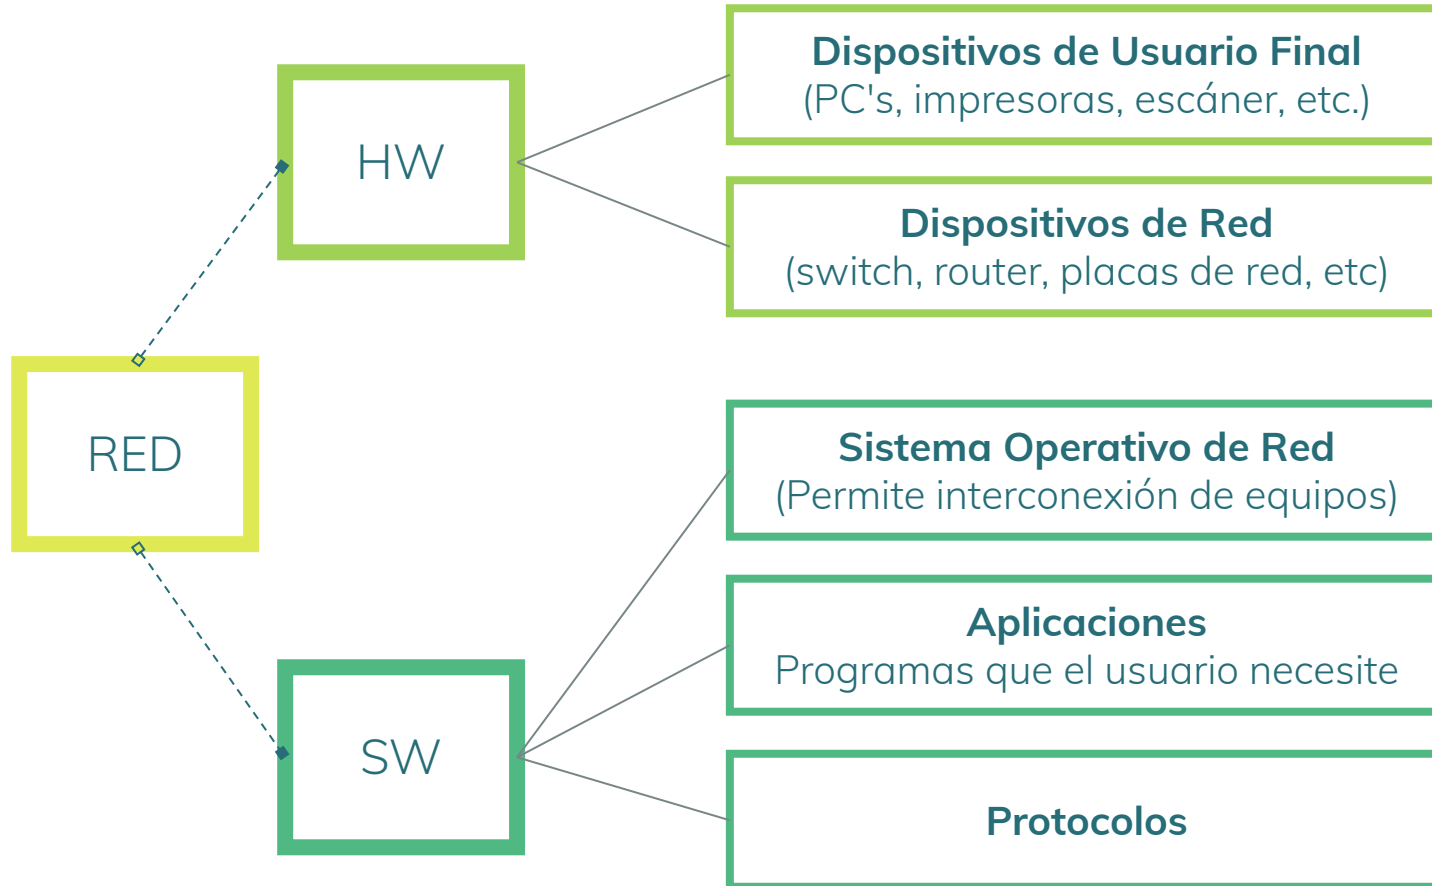 RED
HW
Dispositivos de Usuario Final
(PC's, impresoras, escáner, etc.)
Dispositivos de Red
(switch, router, placas de red, etc)
SW
Sistema Operativo de Red
(Permite interconexión de equipos)
Aplicaciones
Programas que el usuario necesite
Protocolos